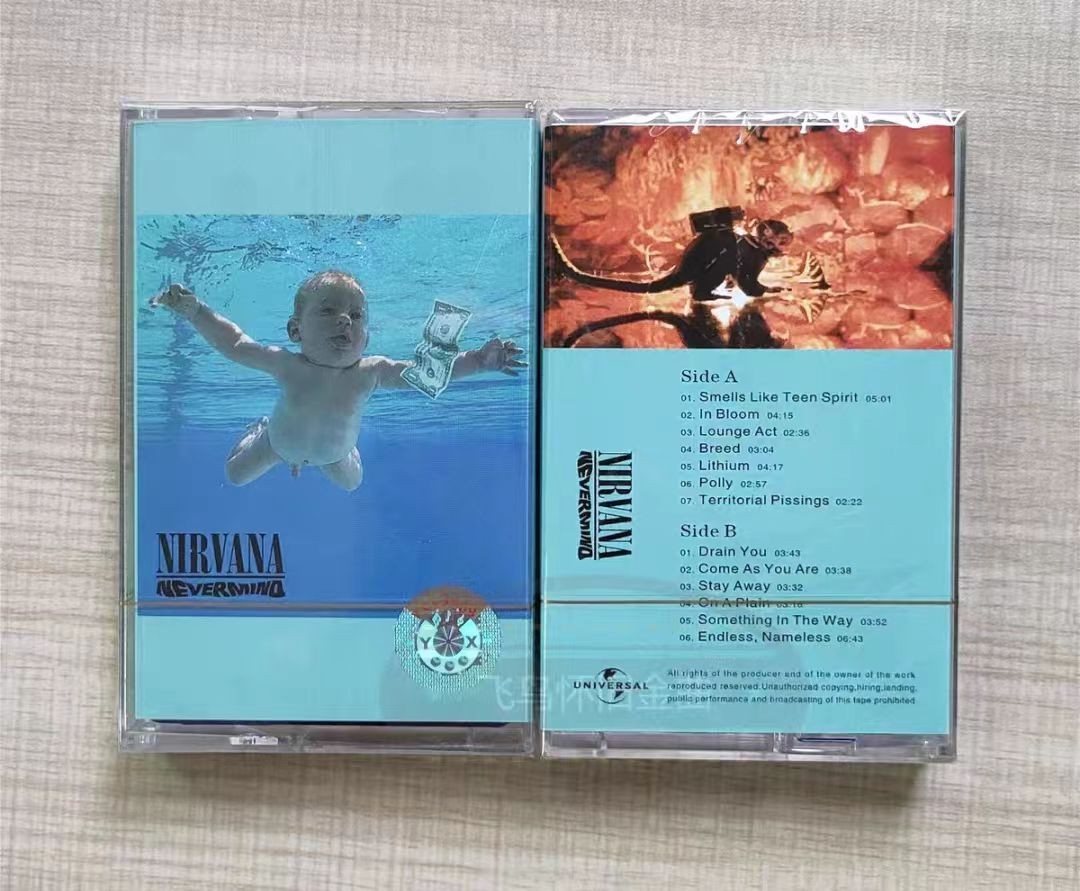 NIRVANA
NEVERMIND
Y X
Side A
01. Smells Like Teen Spirit 05:01
02. In Bloom 04:15
03. Lounge Act 02:36
04. Breed 03:04
05. Lithium 04:17
06. Polly 02:57
07. Territorial Pissings 02:22
NIRVANA
NEVERMIND
Side B
01. Drain You 03:43
02. Come As You Are 03:38
03. Stay Away 03:32
04. On A Plain 03:16
05. Something In The Way 03:52
06. Endless, Nameless 06:43
UNIVERSAL
All rights of the producer and of the owner of the work
reproduced reserved.Unauthorized copying,hiring,lending,
public performance and broadcasting of this tape prohibited